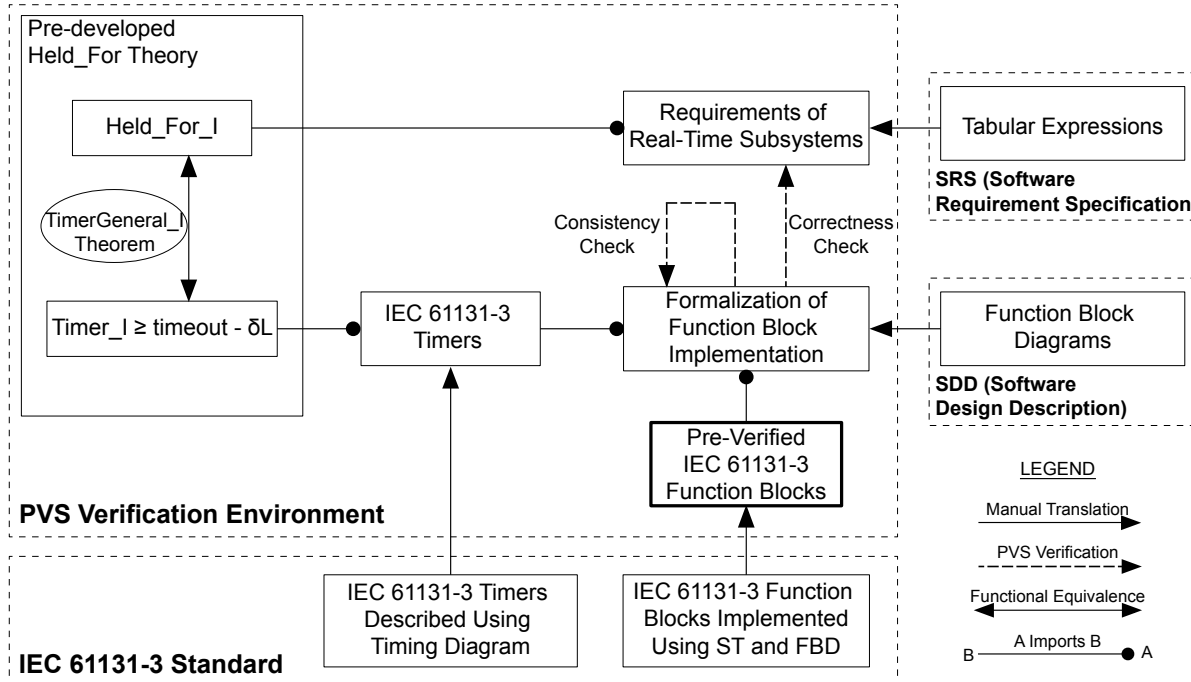 Pre-developed
Held_For Theory
Held_For_I
TimerGeneral_I
Theorem
Timer_I ≥ timeout - δL
IEC 61131-3
Timers
Requirements of
Real-Time Subsystems
Consistency
Check
Correctness
Check
Formalization of
Function Block
Implementation
Pre-Verified
IEC 61131-3
Function Blocks
PVS Verification Environment
Tabular Expressions
SRS (Software
Requirement Specification
Function Block
Diagrams
SDD (Software
Design Description)
LEGEND
Manual Translation
PVS Verification
Functional Equivalence
A Imports B
B
A
IEC 61131-3 Timers
Described Using
Timing Diagram
IEC 61131-3 Function
Blocks Implemented
Using ST and FBD
IEC 61131-3 Standard